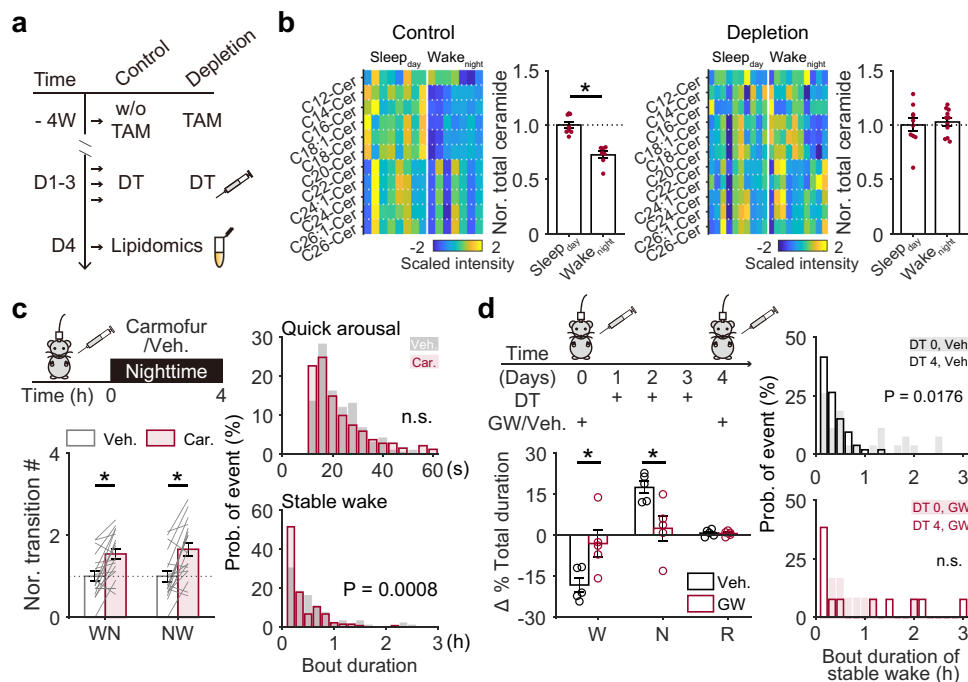 a
Time
Control
Depletion
- 4W
w/o
TAM
TAM
D1-3
DT
DT
D4
Lipidomics
b
Control
Sleep day
Wake night
C12-Cer
C14-Cer
C16-Cer
C18:1-Cer
C18-Cer
C20-Cer
C22-Cer
C24:1-Cer
C24-Cer
C26:1-Cer
C26-Cer
-2
2
Scaled intensity
Nor. total ceramide
1.5
1.0
0.5
0
*
Sleep day
Wake night
Depletion
Sleep day
Wake night
C12-Cer
C14-Cer
C16-Cer
C18:1-Cer
C18-Cer
C20-Cer
C22-Cer
C24:1-Cer
C24-Cer
C26:1-Cer
C26-Cer
-2
2
Scaled intensity
Nor. total ceramide
1.5
1.0
0.5
0
Sleep day
Wake night
c
Carmofur
/Veh.
Nighttime
Time (h)
0
4
Veh.
Car.
Nor. transition #
4
3
2
1
0
*
*
WN
NW
Prob. of event (%)
Quick arousal
30
20
10
0
Veh.
Car.
n.s.
20
40
60
(s)
Stable wake
60
40
20
0
P = 0.0008
0
1
2
3
(h)
Bout duration
d
Time
(Days)
0
1
2
3
4
DT
+
+
+
GW/Veh.
+
+
Δ % Total duration
30
15
0
-15
-30
*
*
Veh.
GW
W
N
R
Prob. of event (%)
50
25
0
DT 0, Veh.
DT 4, Veh.
P = 0.0176
50
25
0
DT 0, GW
DT 4, GW
n.s.
0
1
2
3
Bout duration of
stable wake (h)